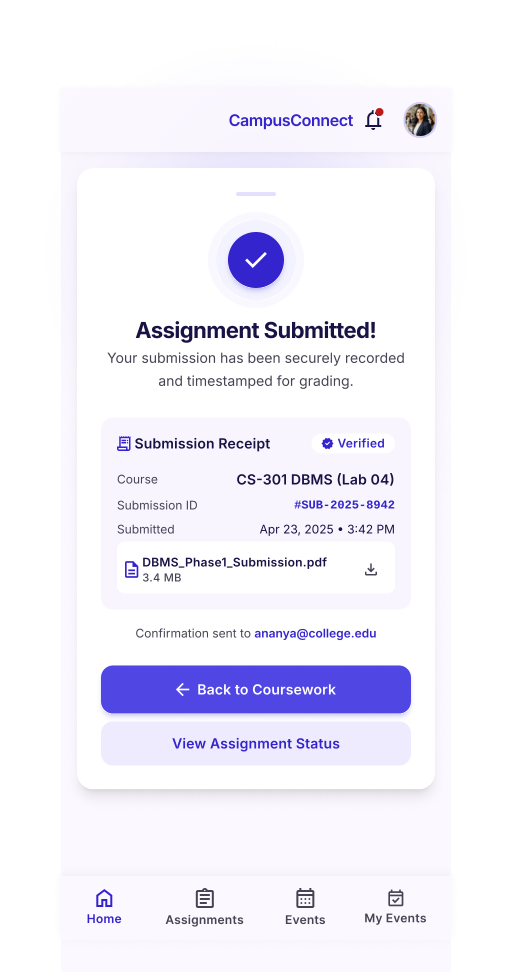 CampusConnect
Assignment Submitted!
Your submission has been securely recorded
and timestamped for grading.
Submission Receipt
Verified
Course CS-301 DBMS (Lab 04)
Submission ID #SUB-2025-8942
Submitted Apr 23, 2025 • 3:42 PM
DBMS_Phase1_Submission.pdf
3.4 MB
Confirmation sent to ananya@college.edu
Back to Coursework
View Assignment Status
Home Assignments Events My Events